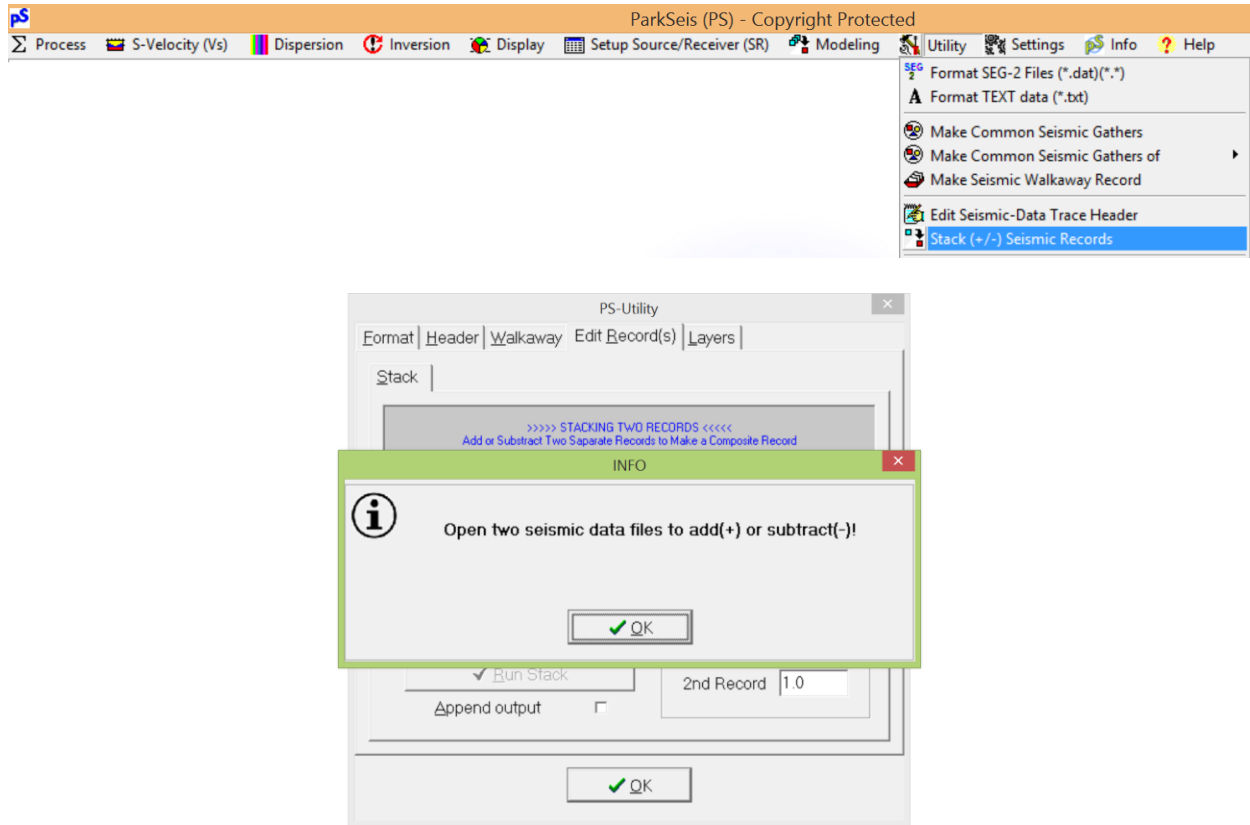 pS
ParkSeis (PS) - Copyright Protected
Process S-Velocity (Vs) Dispersion Inversion Display Setup Source/Receiver (SR) Modeling Utility Settings pS Info ? Help
SEG 2 Format SEG-2 Files (*.dat)(*.*)
A Format TEXT data (*.txt)
Make Common Seismic Gathers
Make Common Seismic Gathers of
Make Seismic Walkaway Record
Edit Seismic-Data Trace Header
Stack (+/-) Seismic Records
PS-Utility
Format Header Walkaway Edit Record(s) Layers
Stack
>>>>> STACKING TWO RECORDS <<<<<
Add or Substract Two Saparate Records to Make a Composite Record
INFO
Open two seismic data files to add(+) or subtract(-)!
OK
Run Stack
2nd Record 1.0
Append output
OK